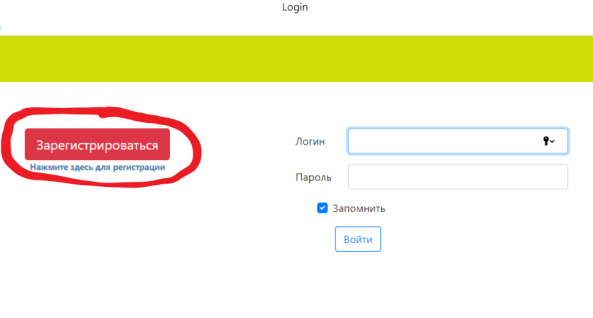 Login
Зарегистрироваться
Нажмите здесь для регистрации
Логин
Пароль
Запомнить
Войти